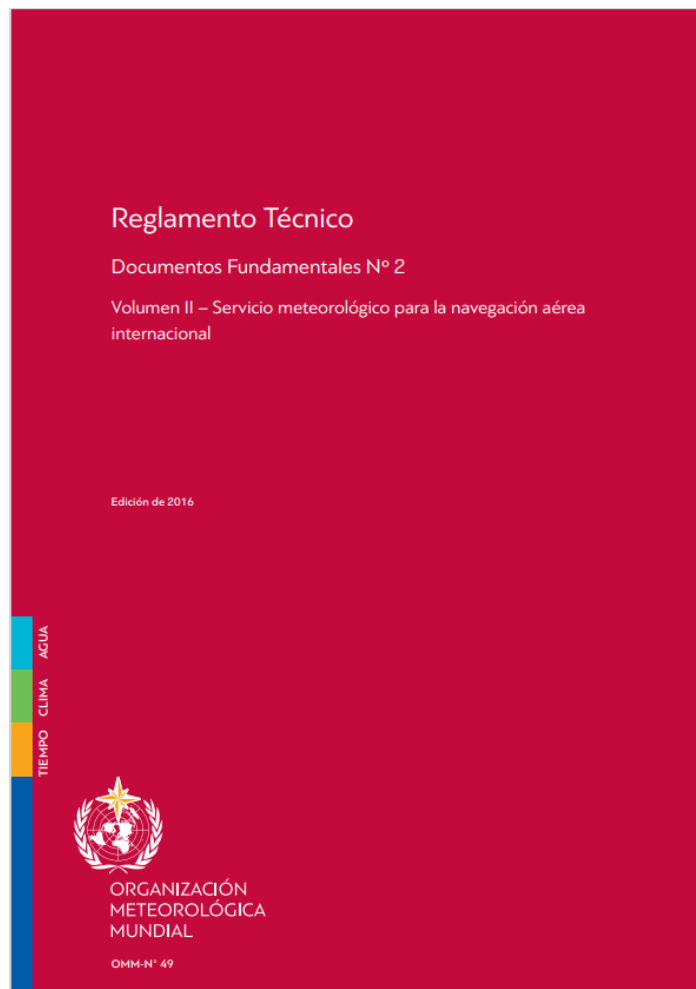 Reglamento Técnico
Documentos Fundamentales Nº 2
Volumen II – Servicio meteorológico para la navegación aérea
internacional
Edición de 2016
TIEMPO CLIMA AGUA
ORGANIZACIÓN
METEOROLÓGICA
MUNDIAL
OMM-N° 49